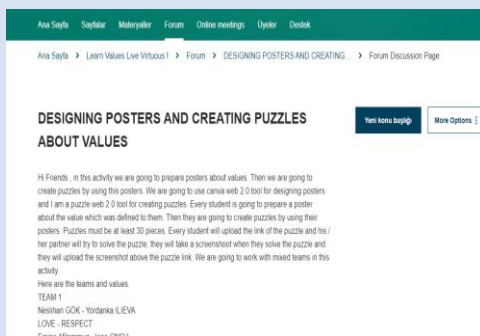 Ana Sayfa Sayfalar Materyaller Forum Online meetings Üyeler Destek
Ana Sayfa > Learn Values Live Virtuous ! > Forum > DESIGNING POSTERS AND CREATING... > Forum Discussion Page
DESIGNING POSTERS AND CREATING PUZZLES
ABOUT VALUES
Yeni konu başlığı
More Options
Hi Friends , in this activity we are going to prepare posters about values. Then we are going to
create puzzles by using this posters. We are going to use canva web 2.0 tool for designing posters
and I am a puzzle web 2.0 tool for creating puzzles. Every student is going to prepare a poster
about the value which was defined to them. Then they are going to create puzzles by using their
posters. Puzzles must be at least 30 pieces. Every student will upload the link of the puzzle and his /
her partner will try to solve the puzzle. they will take a screenshoot when they solve the puzzle and
they will upload the screenshot above the puzzle link. We are going to work with mixed teams in this
activity.
Here are the teams and values.
TEAM 1
Neslihan GÖK - Yordanka ILIEVA
LOVE - RESPECT